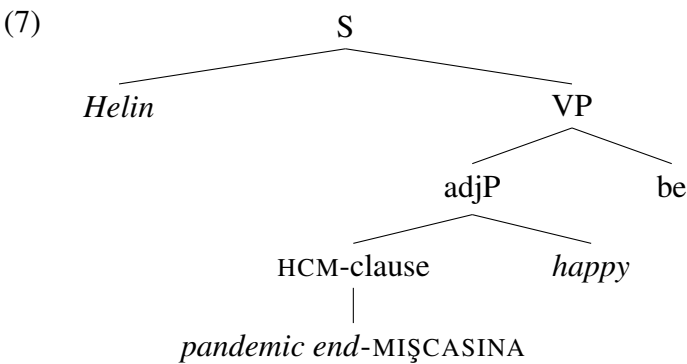 (7) S
Helin VP
adjP be
HCM-clause happy
pandemic end-MIŞCASINA